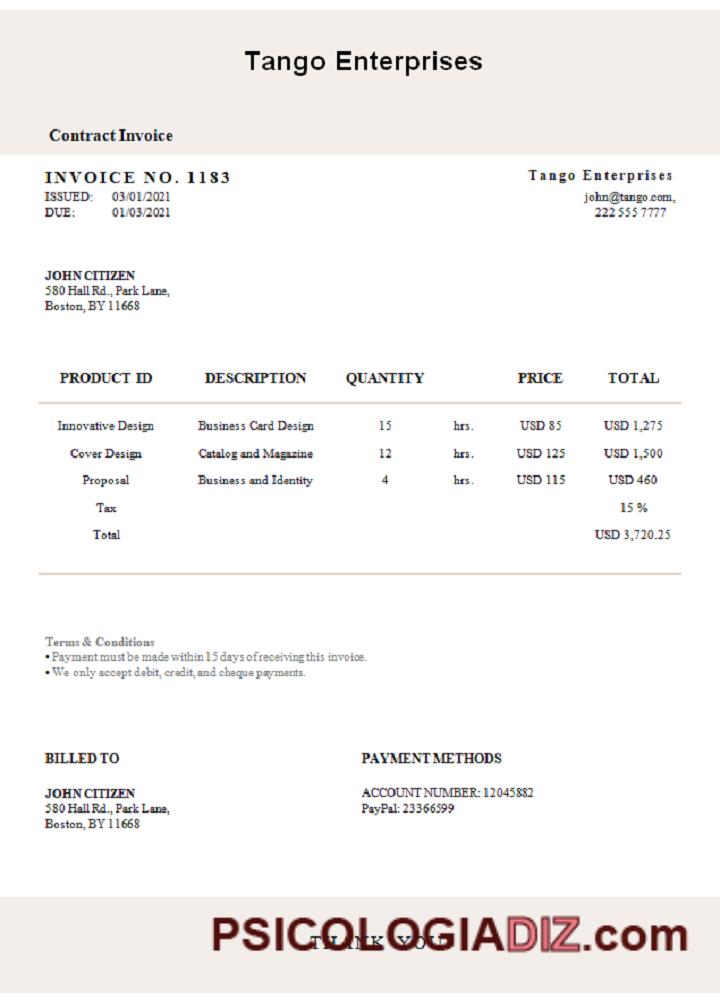 Tango Enterprises
Contract Invoice
INVOICE NO. 1183
ISSUED: 03/01/2021
DUE: 01/03/2021
Tango Enterprises
john@tango.com,
222 555 7777
JOHN CITIZEN
580 Hall Rd., Park Lane,
Boston, BY 11668
PRODUCT ID DESCRIPTION QUANTITY PRICE TOTAL
Innovative Design Business Card Design 15 hrs. USD 85 USD 1,275
Cover Design Catalog and Magazine 12 hrs. USD 125 USD 1,500
Proposal Business and Identity 4 hrs. USD 115 USD 460
Tax 15 %
Total USD 3,720.25
Terms & Conditions
• Payment must be made within 15 days of receiving this invoice.
• We only accept debit, credit, and cheque payments.
BILLED TO
JOHN CITIZEN
580 Hall Rd., Park Lane,
Boston, BY 11668
PAYMENT METHODS
ACCOUNT NUMBER: 12045882
PayPal: 23366599
THANK YOU
PSICOLOGIADIZ.com